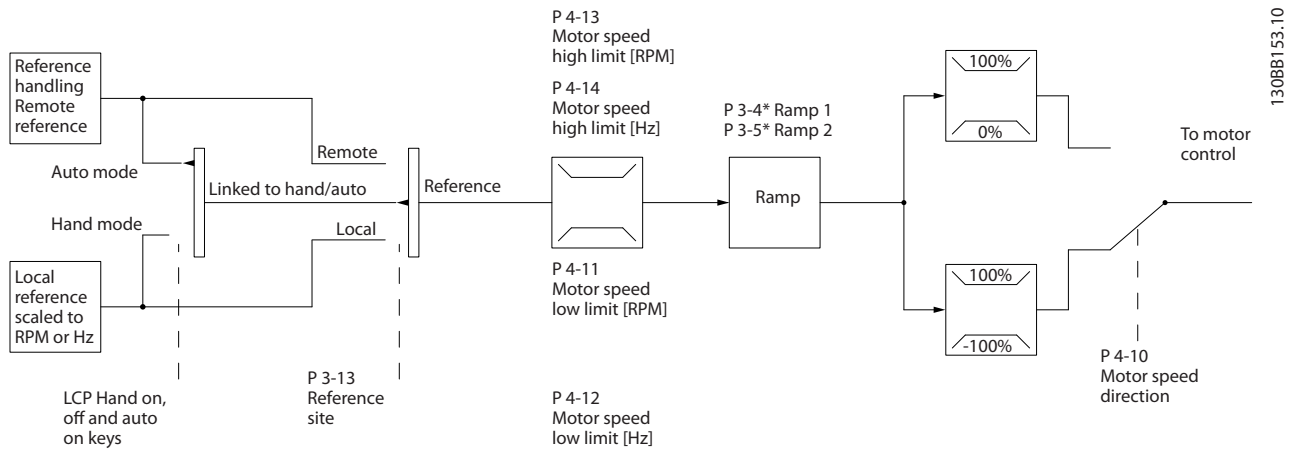 Reference
handling
Remote
reference
Auto mode
Hand mode
Local
reference
scaled to
RPM or Hz
LCP Hand on,
off and auto
on keys
Linked to hand/auto
Remote
Local
P 3-13
Reference
site
Reference
P 4-13
Motor speed
high limit [RPM]
P 4-14
Motor speed
high limit [Hz]
P 4-11
Motor speed
low limit [RPM]
P 4-12
Motor speed
low limit [Hz]
P 3-4* Ramp 1
P 3-5* Ramp 2
Ramp
100%
0%
100%
-100%
To motor
control
P 4-10
Motor speed
direction
130BB153.10